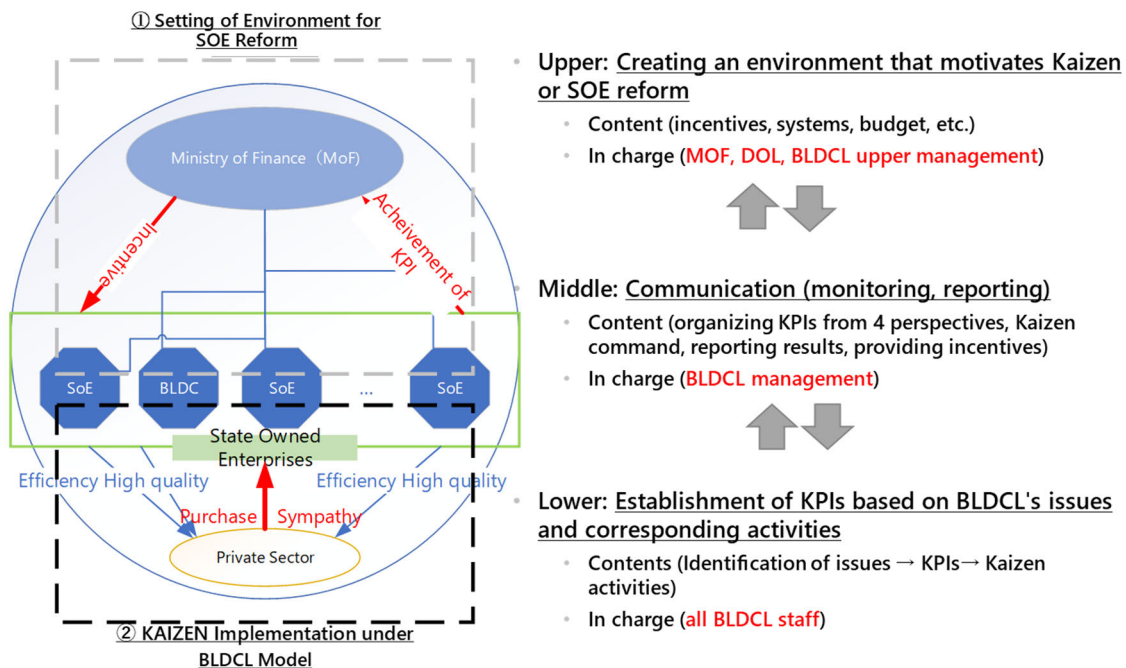 ① Setting of Environment for
SOE Reform
Ministry of Finance（MoF)
Incentive
Acheivement of
KPI
SoE
BLDC
SoE
...
SoE
State Owned
Enterprises
Efficiency High quality
Efficiency High quality
Purchase
Sympathy
Private Sector
② KAIZEN Implementation under
BLDCL Model
• Upper: Creating an environment that motivates Kaizen
or SOE reform
• Content (incentives, systems, budget, etc.)
• In charge (MOF, DOL, BLDCL upper management)
• Middle: Communication (monitoring, reporting)
• Content (organizing KPIs from 4 perspectives, Kaizen
command, reporting results, providing incentives)
• In charge (BLDCL management)
• Lower: Establishment of KPIs based on BLDCL's issues
and corresponding activities
• Contents (Identification of issues → KPIs→ Kaizen
activities)
• In charge (all BLDCL staff)